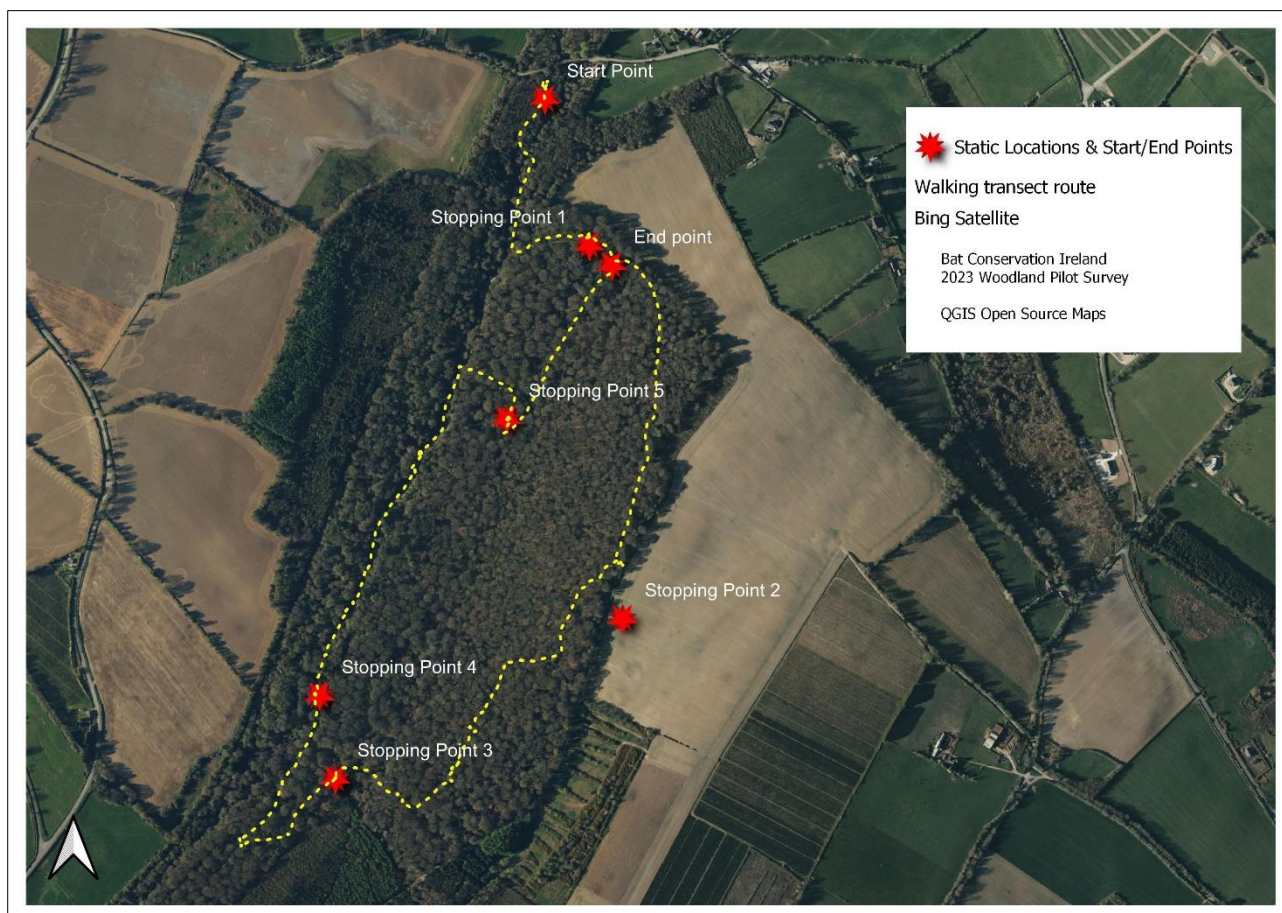 Start Point
Stopping Point 1
End point
Stopping Point 5
Stopping Point 2
Stopping Point 4
Stopping Point 3
Static Locations & Start/End Points
Walking transect route
Bing Satellite
Bat Conservation Ireland
2023 Woodland Pilot Survey
QGIS Open Source Maps